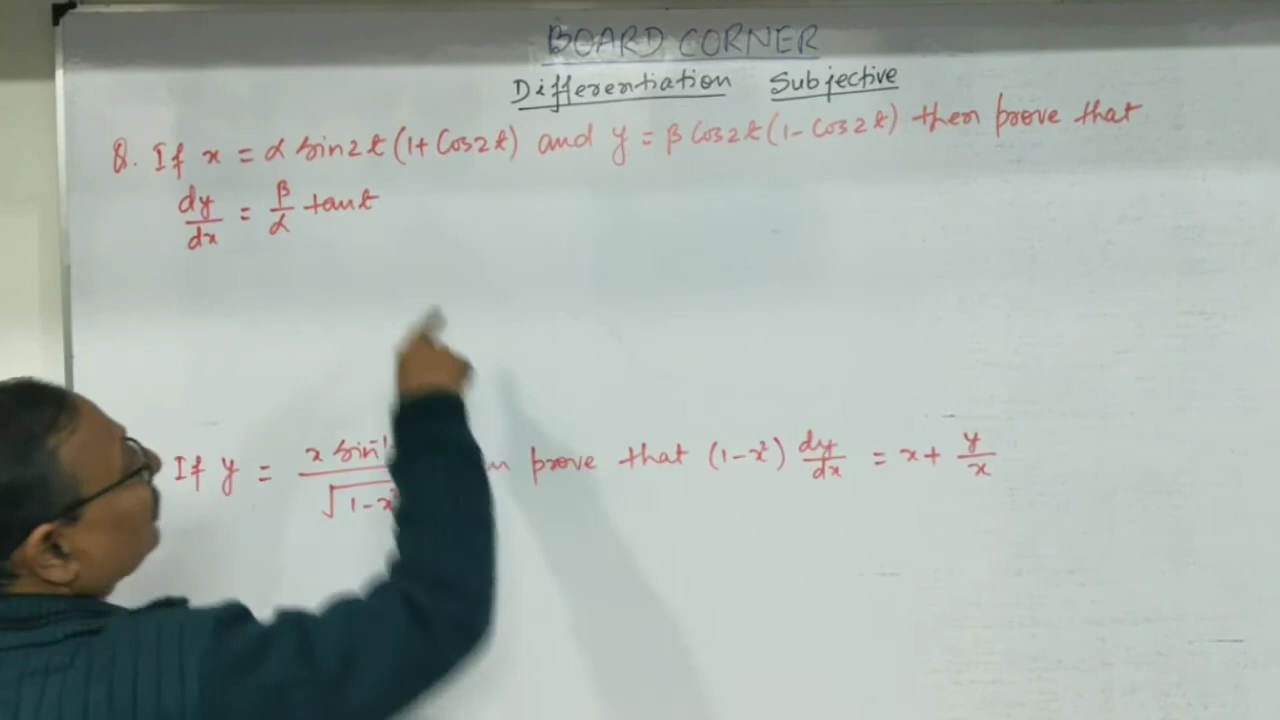 BOARD CORNER
Differentiation Subjective
Q. If x = α sin2t (1 + Cos2t) and y = β Cos2t (1 - Cos2t) then prove that
dy/dx = β/α tant
If y = x sin⁻¹ / √1-x prove that (1-x²) dy/dx = x + y/x